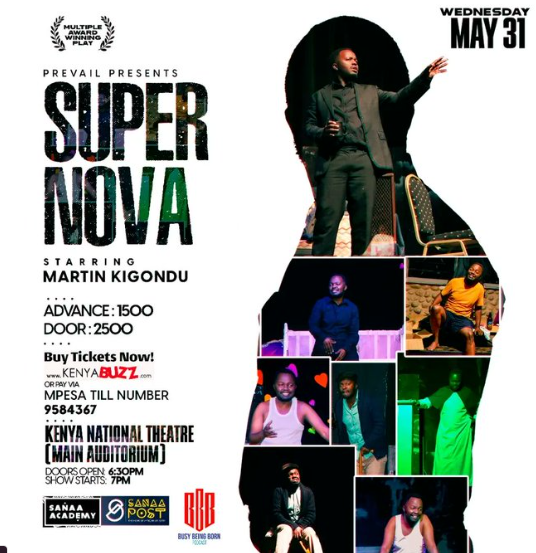 MULTIPLE
AWARD
WINNING
PLAY
WEDNESDAY
MAY 31
PREVAIL PRESENTS
SUPER
NOVA
STARRING
MARTIN KIGONDU
ADVANCE: 1500
DOOR: 2500
Buy Tickets Now!
www.KENYABUZZ.com
OR PAY VIA
MPESA TILL NUMBER
9584367
KENYA NATIONAL THEATRE
(MAIN AUDITORIUM)
DOORS OPEN: 6:30PM
SHOW STARTS: 7PM
SANAA
ACADEMY
SANAA
POST
BBB
BUSY BEING BORN